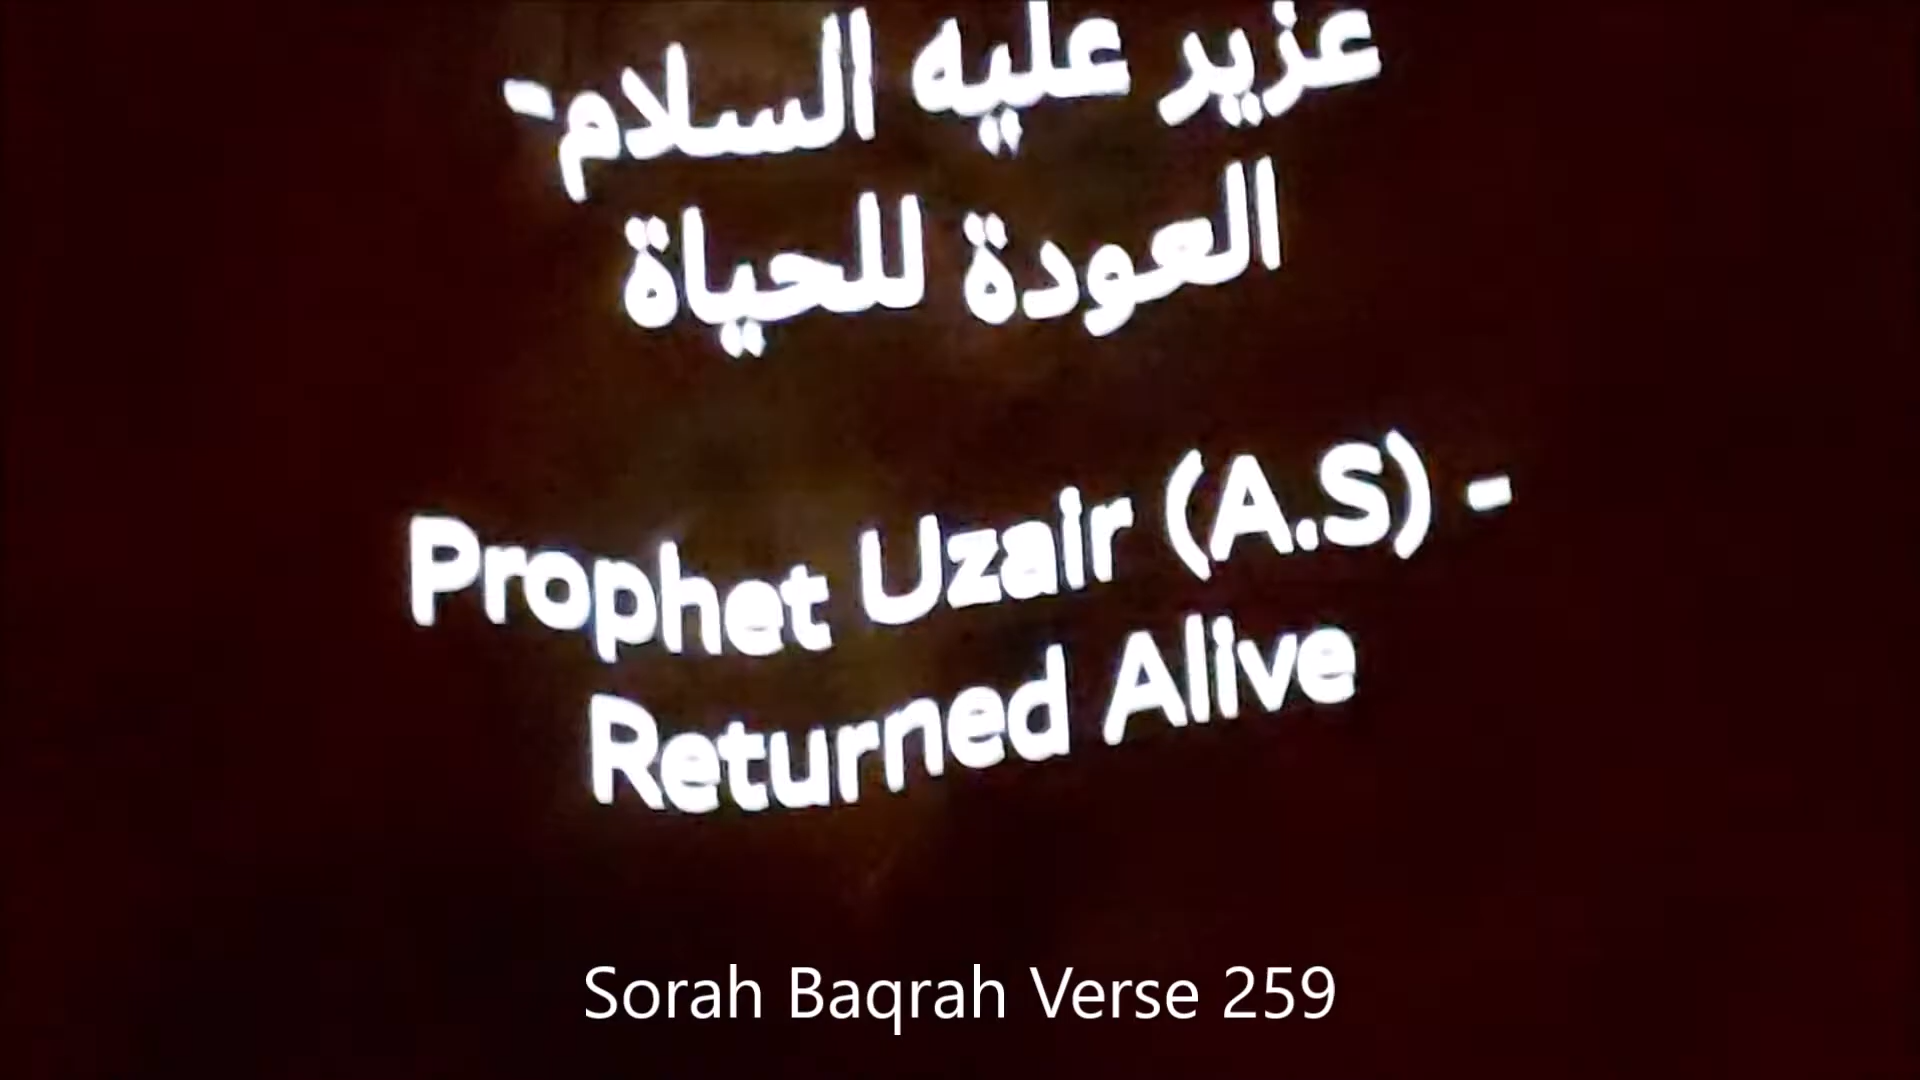 عزير عليه السلام-
العودة للحياة
Prophet Uzair (A.S) -
Returned Alive
Sorah Baqrah Verse 259